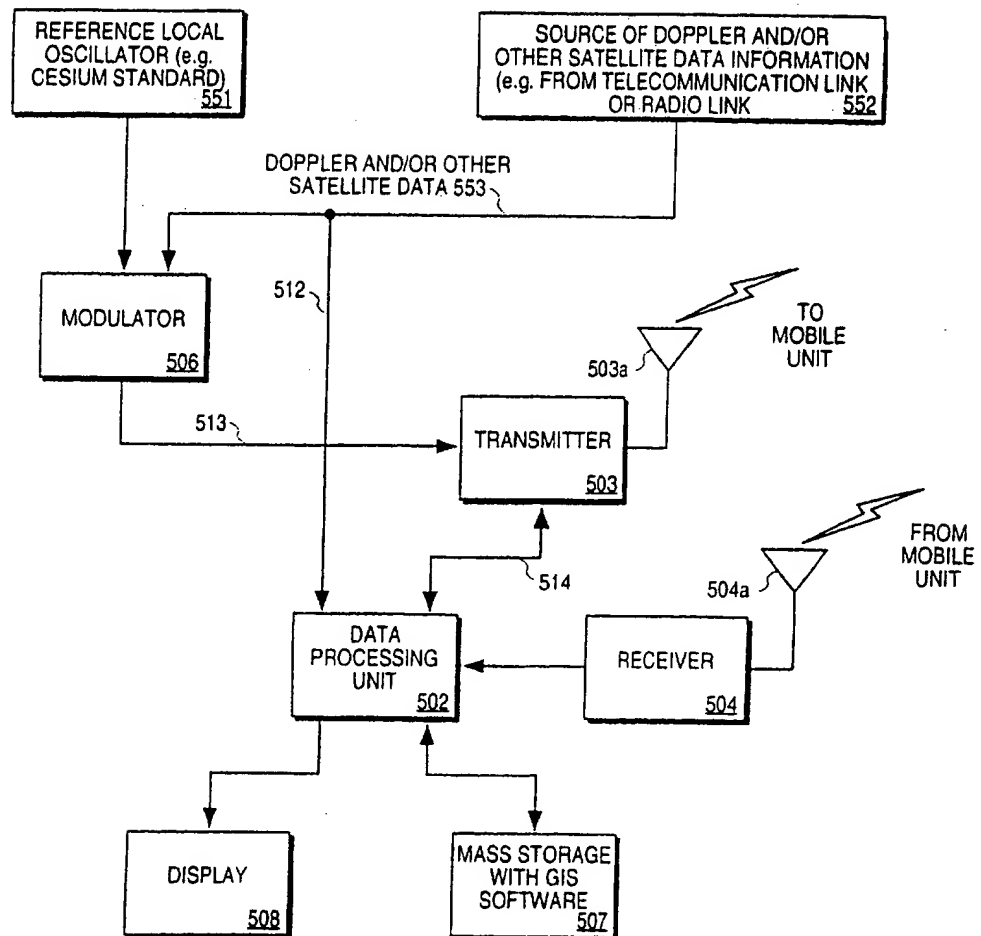 REFERENCE LOCAL
OSCILLATOR (e.g.
CESIUM STANDARD)
551
SOURCE OF DOPPLER AND/OR
OTHER SATELLITE DATA INFORMATION
(e.g. FROM TELECOMMUNICATION LINK
OR RADIO LINK
552
DOPPLER AND/OR OTHER
SATELLITE DATA 553
MODULATOR
506
512
TO
MOBILE
UNIT
503a
513
TRANSMITTER
503
FROM
MOBILE
UNIT
514
504a
DATA
PROCESSING
UNIT
502
RECEIVER
504
DISPLAY
508
MASS STORAGE
WITH GIS
SOFTWARE
507